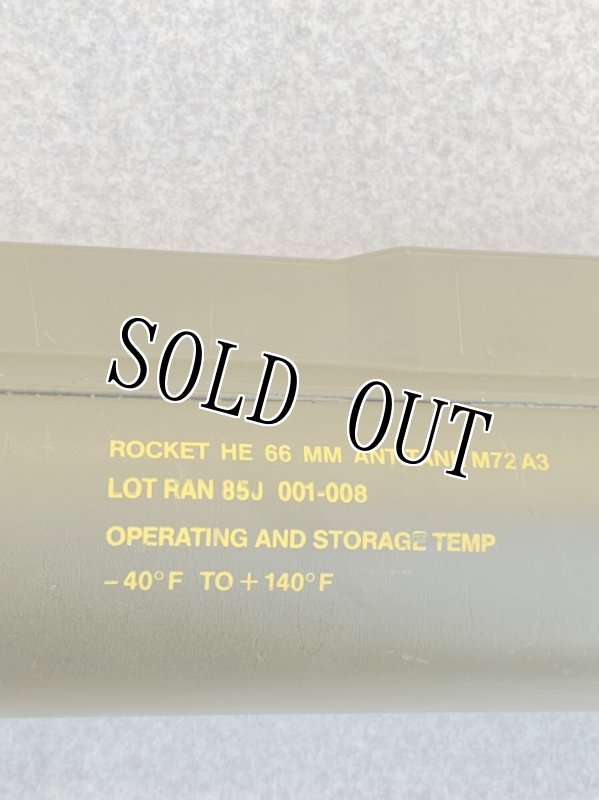 SOLD OUT
ROCKET HE 66 MM ANTITANK M72 A3
LOT RAN 85J 001-008
OPERATING AND STORAGE TEMP
– 40°F TO + 140°F